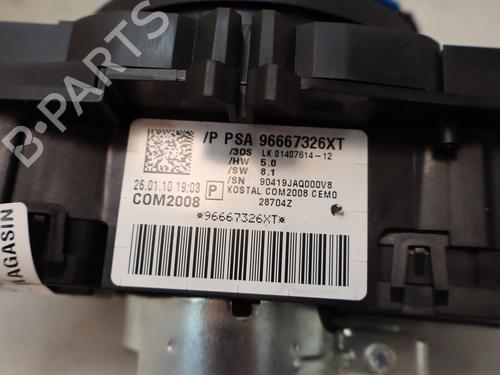 /P PSA 96667326XT
/3OS LK 01407614-12
/HW 5.0
/SW 8.1
/SN 90419JAQ000V8
KOSTAL COM2008 CEM0
28704Z
26.01.10 19:03
P
COM2008
*96667326XT*
MAGASIN
B-PARTS